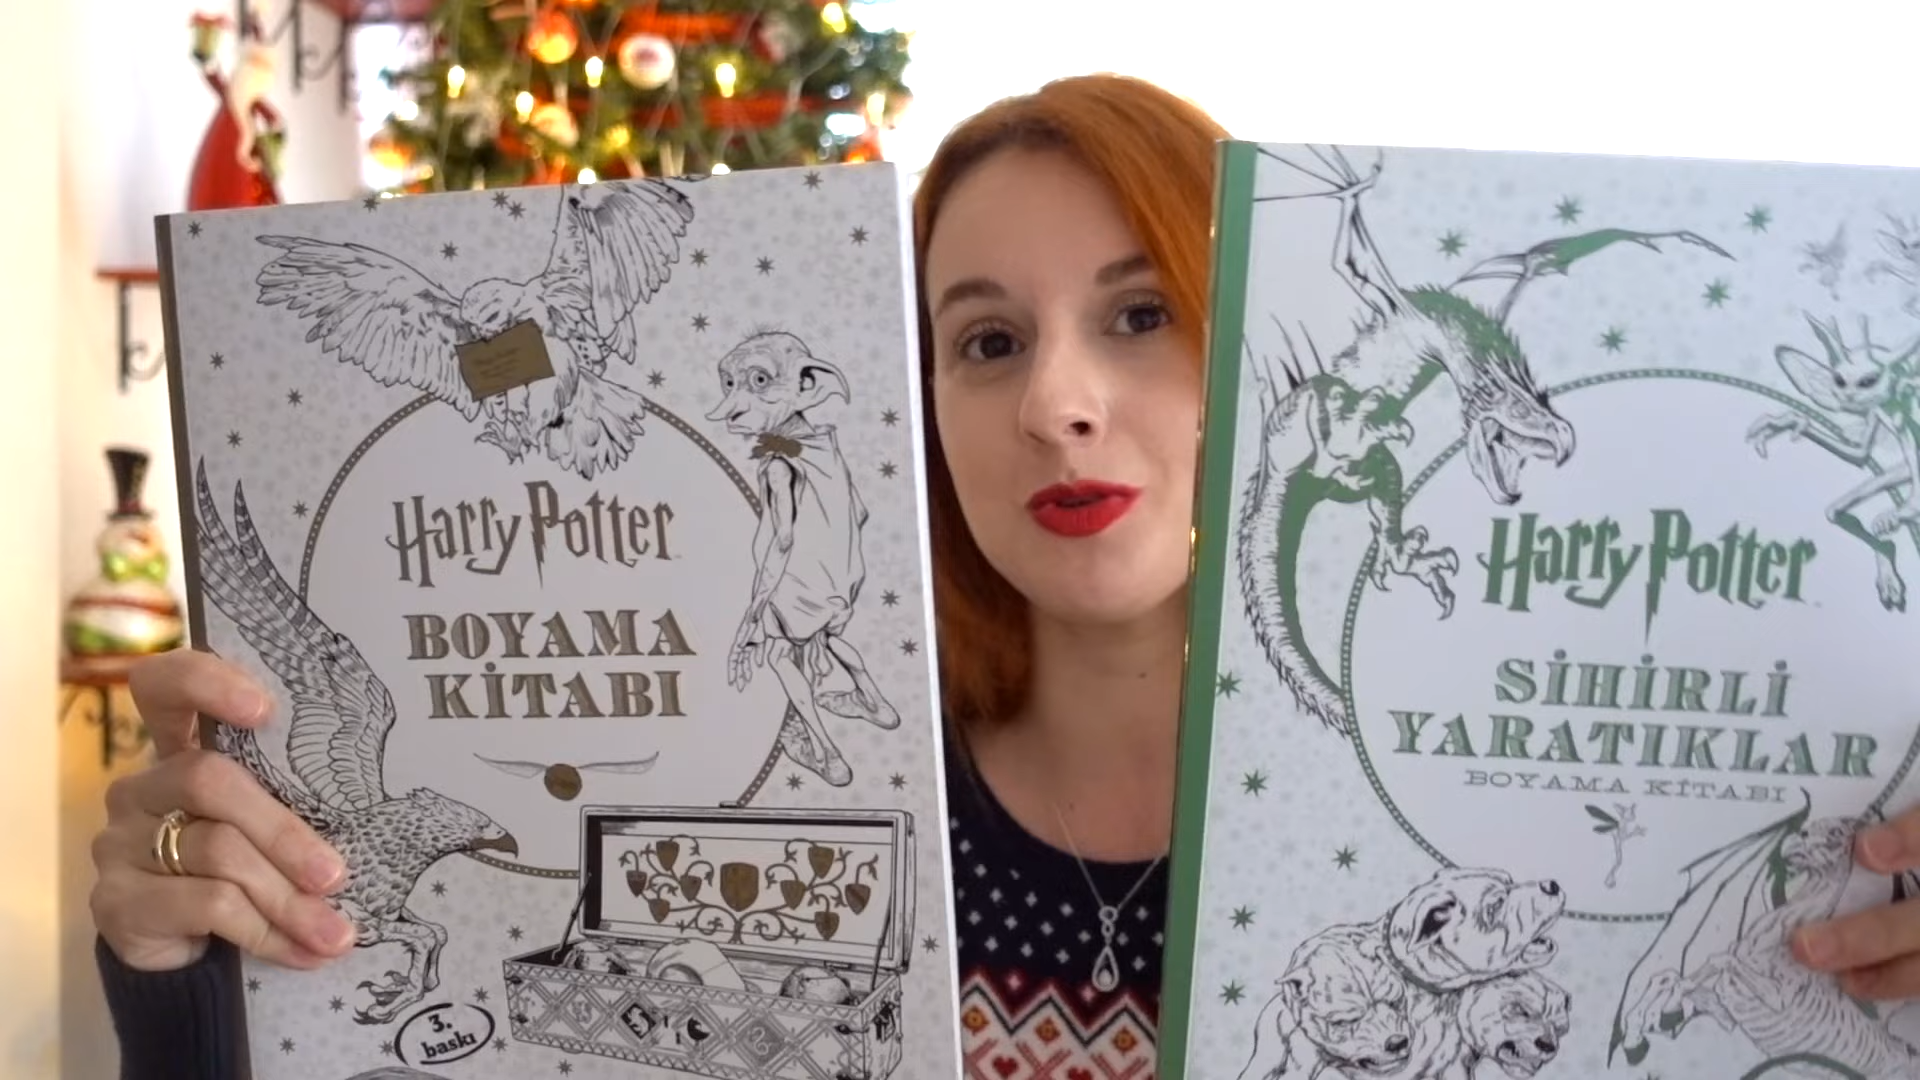 Harry Potter
BOYAMA
KİTABI
3.
baskı
Harry Potter
SİHİRLİ
YARATIKLAR
BOYAMA KİTABI